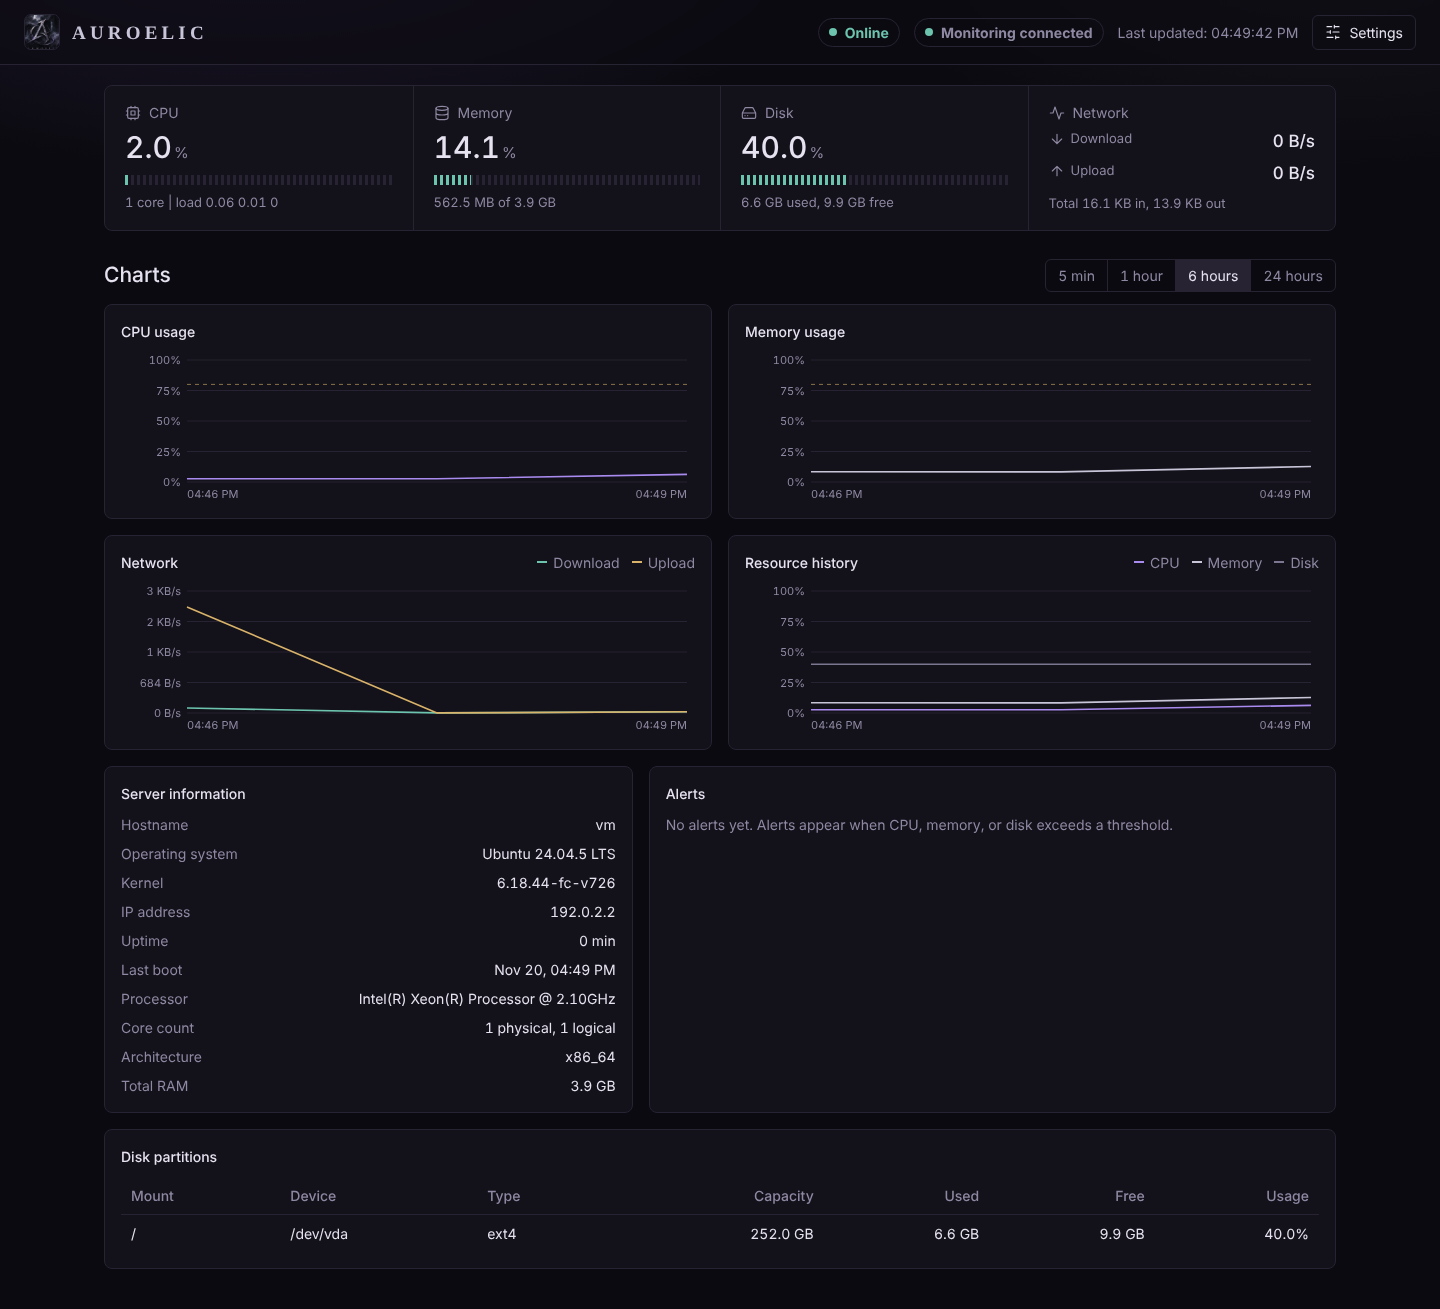 AUROELIC
Online
Monitoring connected
Last updated: 04:49:42 PM
Settings
CPU
2.0%
1 core | load 0.06 0.01 0
Memory
14.1%
562.5 MB of 3.9 GB
Disk
40.0%
6.6 GB used, 9.9 GB free
Network
Download 0 B/s
Upload 0 B/s
Total 16.1 KB in, 13.9 KB out
Charts
5 min 1 hour 6 hours 24 hours
CPU usage
100%
75%
50%
25%
0%
04:46 PM 04:49 PM
Memory usage
100%
75%
50%
25%
0%
04:46 PM 04:49 PM
Network
Download Upload
3 KB/s
2 KB/s
1 KB/s
684 B/s
0 B/s
04:46 PM 04:49 PM
Resource history
CPU Memory Disk
100%
75%
50%
25%
0%
04:46 PM 04:49 PM
Server information
Hostname vm
Operating system Ubuntu 24.04.5 LTS
Kernel 6.18.44-fc-v726
IP address 192.0.2.2
Uptime 0 min
Last boot Nov 20, 04:49 PM
Processor Intel(R) Xeon(R) Processor @ 2.10GHz
Core count 1 physical, 1 logical
Architecture x86_64
Total RAM 3.9 GB
Alerts
No alerts yet. Alerts appear when CPU, memory, or disk exceeds a threshold.
Disk partitions
Mount Device Type Capacity Used Free Usage
/ /dev/vda ext4 252.0 GB 6.6 GB 9.9 GB 40.0%